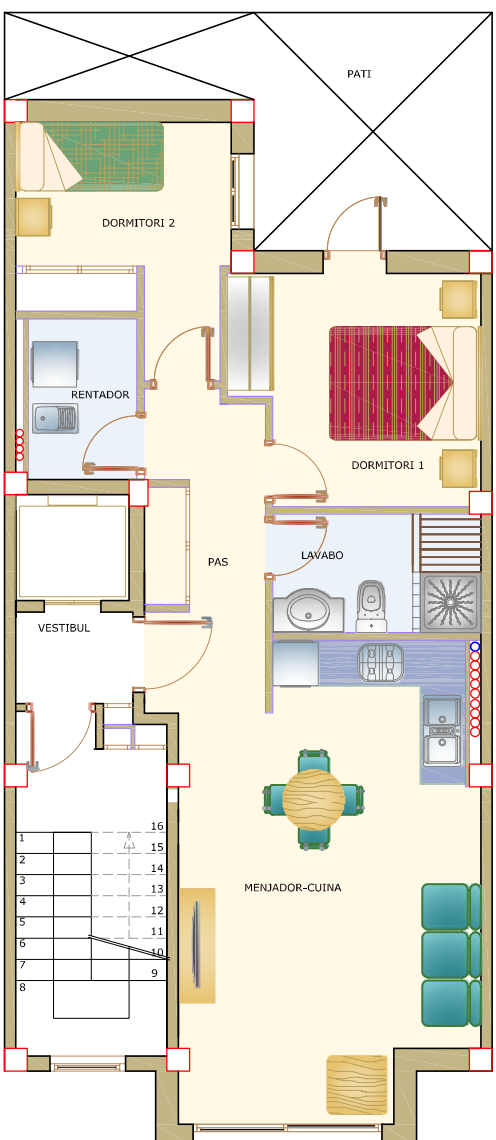 PATI
DORMITORI 2
RENTADOR
DORMITORI 1
LAVABO
PAS
VESTIBUL
MENJADOR-CUINA
16
1
15
2
14
3
13
4
12
5
11
6
10
7
9
8